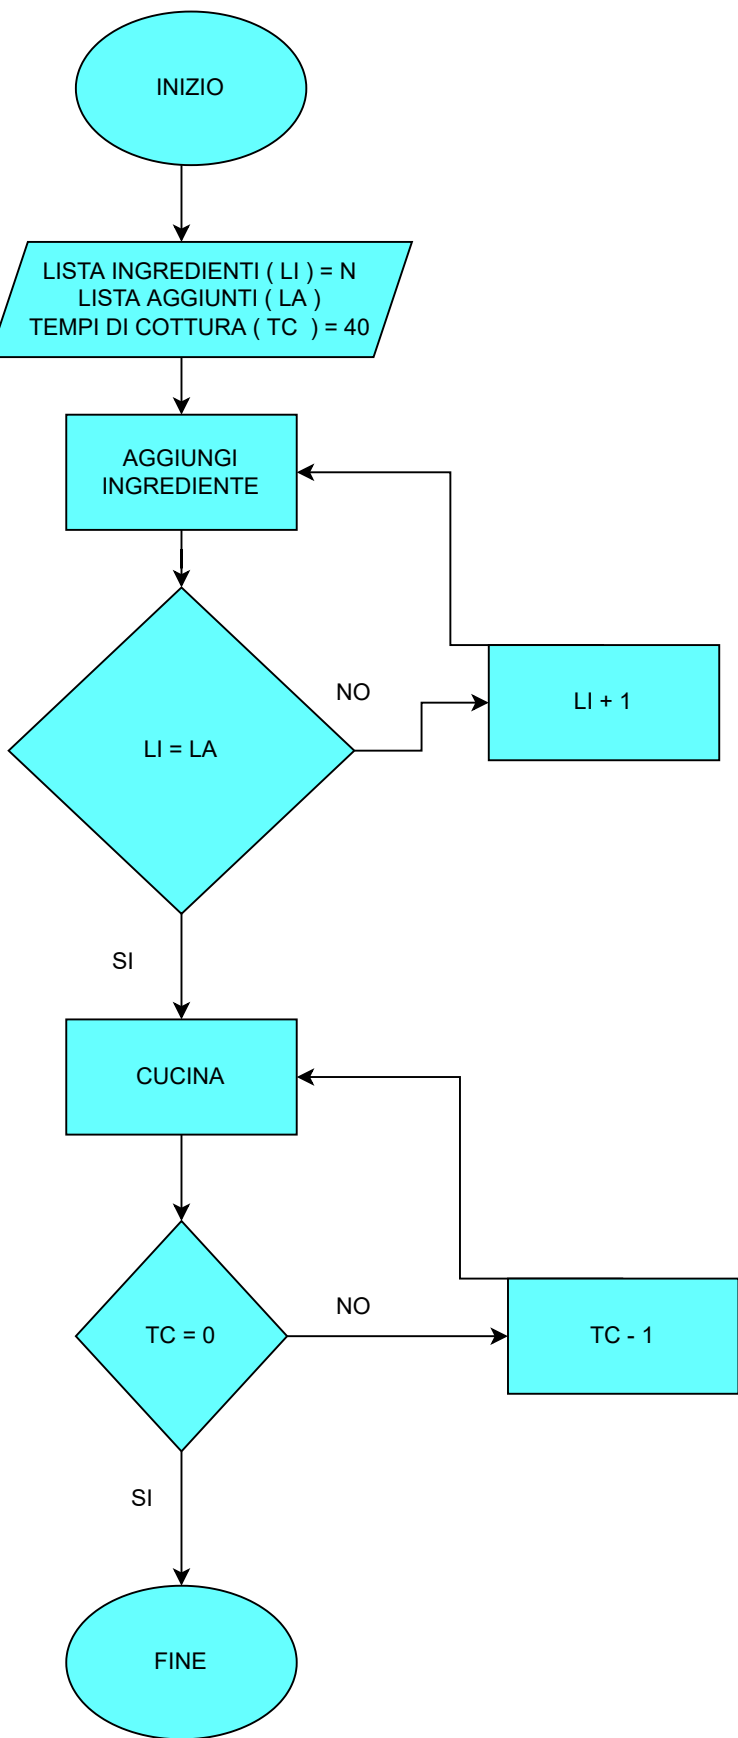 INIZIO
LISTA INGREDIENTI ( LI ) = N
LISTA AGGIUNTI ( LA )
TEMPI DI COTTURA ( TC  ) = 40
AGGIUNGI
INGREDIENTE
NO
LI + 1
LI = LA
SI
CUCINA
NO
TC = 0
TC - 1
SI
FINE